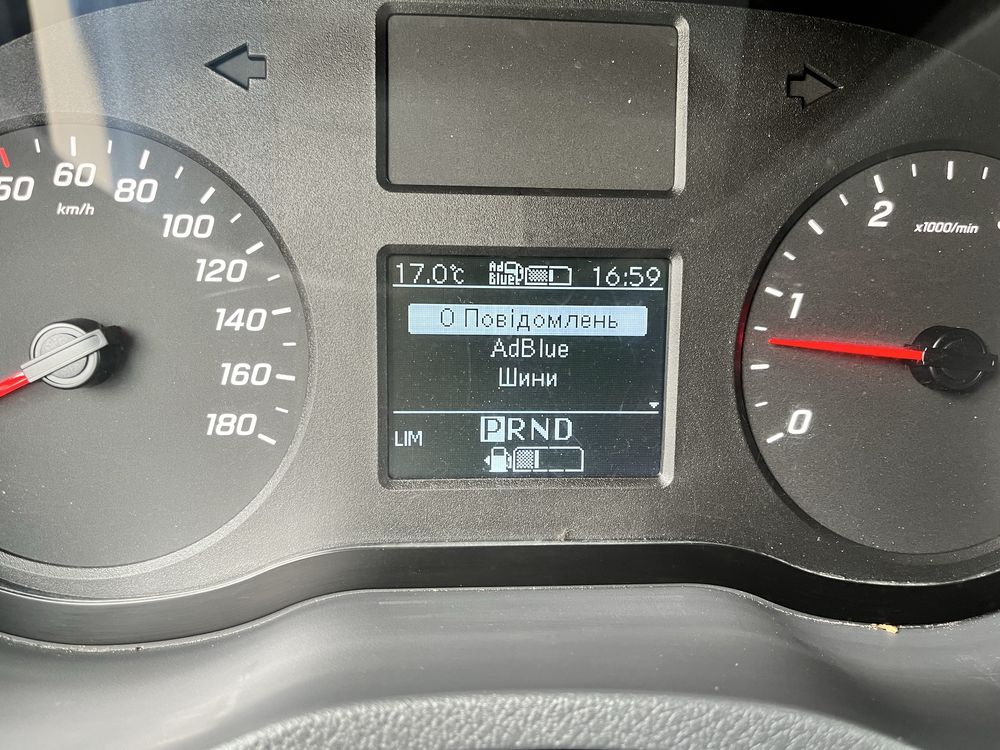 50 60 80 100 120 140 160 180
km/h
17.0℃ AdBlue 16:59
0 Повідомлень
AdBlue
Шини
LIM PRND
2 1 0
x1000/min